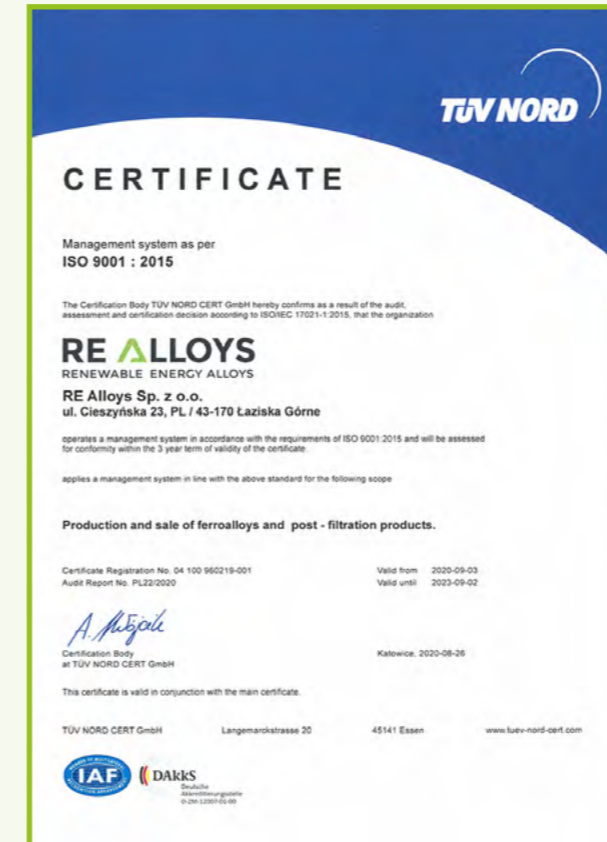 TÜV NORD
CERTIFICATE
Management system as per
ISO 9001 : 2015
The Certification Body TÜV NORD CERT GmbH hereby confirms as a result of the audit,
assessment and certification decision according to ISO/IEC 17021-1:2015, that the organization
RE ALLOYS
RENEWABLE ENERGY ALLOYS
RE Alloys Sp. z o.o.
ul. Cieszyńska 23, PL / 43-170 Łaziska Górne
operates a management system in accordance with the requirements of ISO 9001:2015 and will be assessed
for conformity within the 3 year term of validity of the certificate.
applies a management system in line with the above standard for the following scope
Production and sale of ferroalloys and post - filtration products.
Certificate Registration No. 04 100 960219-001 Valid from 2020-09-03
Audit Report No. PL22/2020 Valid until 2023-09-02
Certification Body Katowice, 2020-08-26
at TÜV NORD CERT GmbH
This certificate is valid in conjunction with the main certificate.
TÜV NORD CERT GmbH Langemarckstrasse 20 45141 Essen www.tuev-nord-cert.com
IAF
DAkkS
Deutsche
Akkreditierungsstelle
D-ZM-12007-01-00